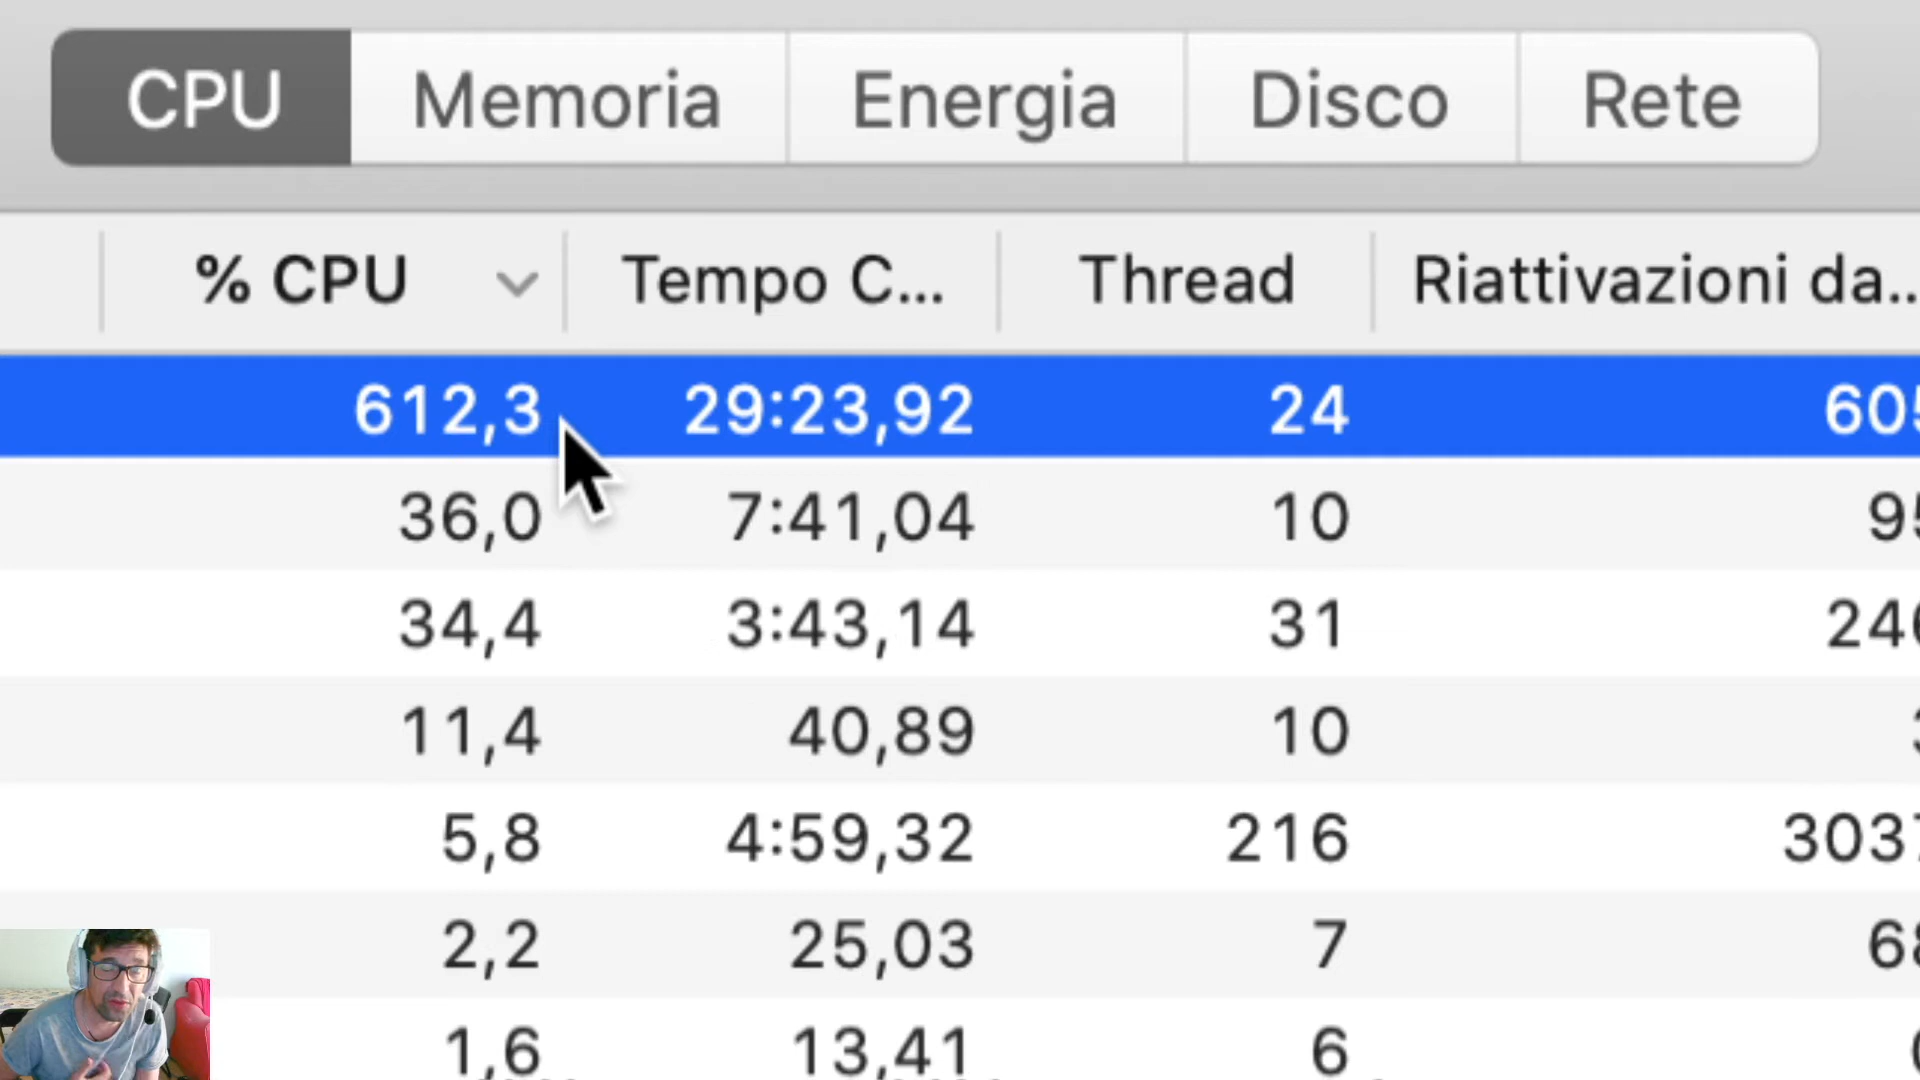 CPU Memoria Energia Disco Rete
% CPU Tempo C... Thread Riattivazioni da..
612,3 29:23,92 24
36,0 7:41,04 10
34,4 3:43,14 31
11,4 40,89 10
5,8 4:59,32 216
2,2 25,03 7
1,6 13,41 6